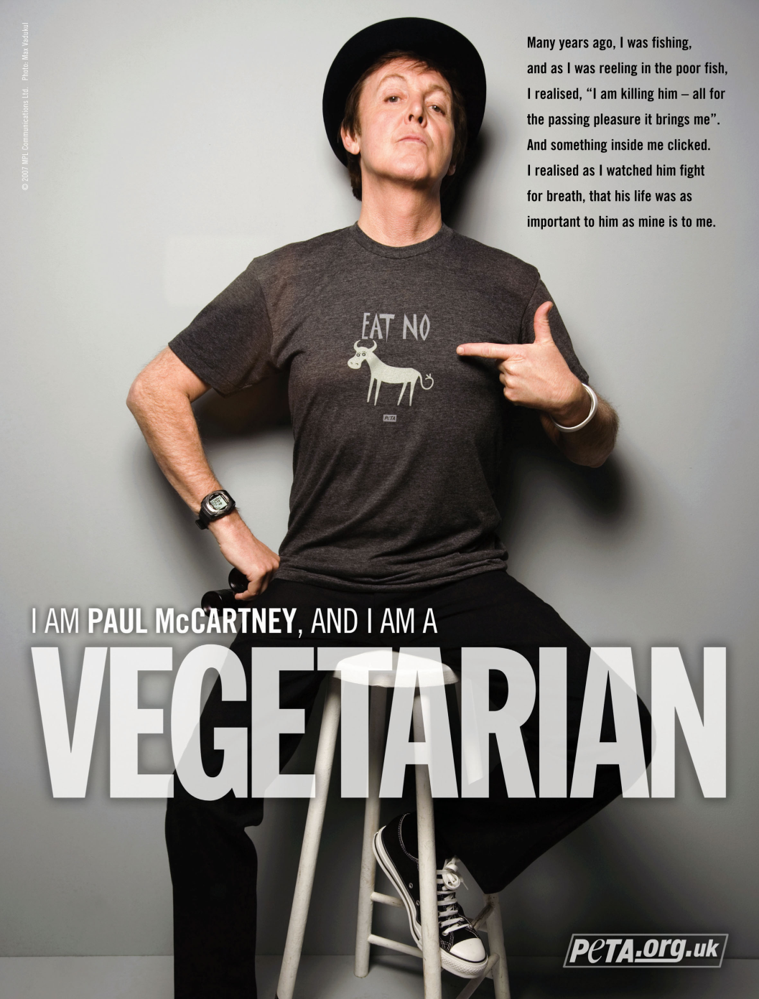 © 2007 MPL Communications Ltd. Photo: Max Vadukul
Many years ago, I was fishing,
and as I was reeling in the poor fish,
I realised, “I am killing him – all for
the passing pleasure it brings me”.
And something inside me clicked.
I realised as I watched him fight
for breath, that his life was as
important to him as mine is to me.
EAT NO
PETA
I AM PAUL McCARTNEY, AND I AM A
VEGETARIAN
PeTA.org.uk